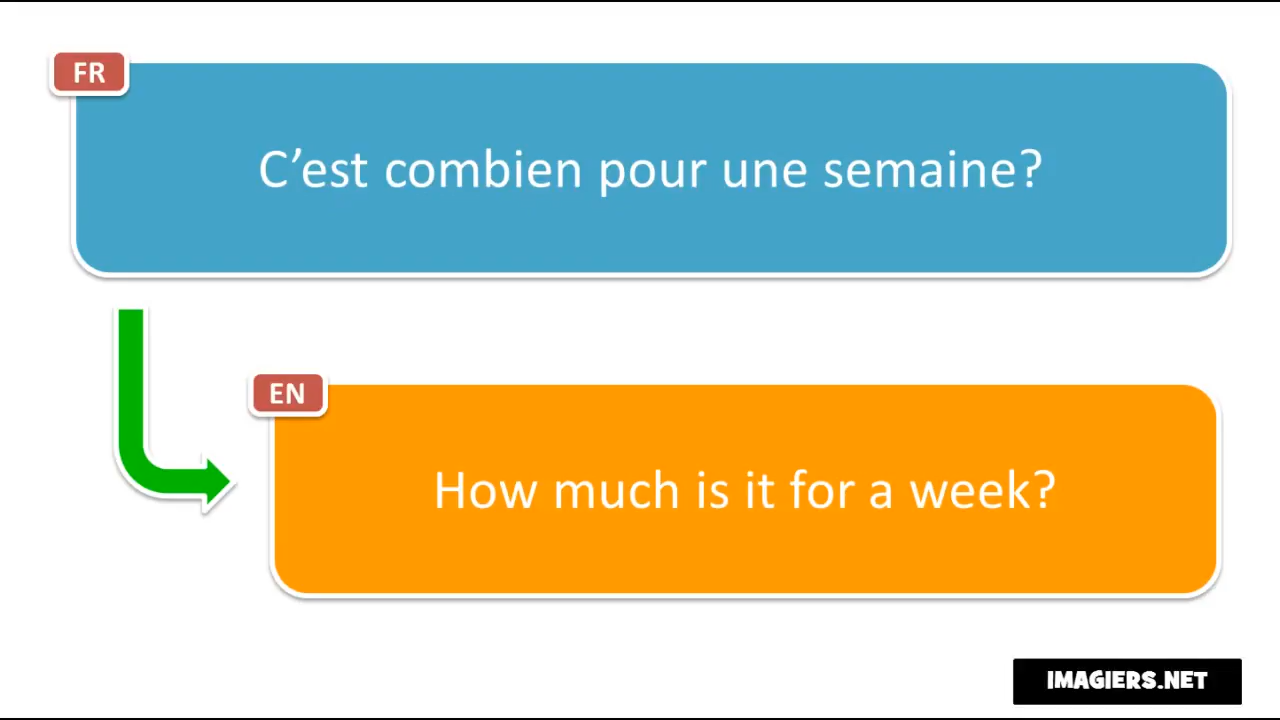 FR
C’est combien pour une semaine?
EN
How much is it for a week?
IMAGIERS.NET